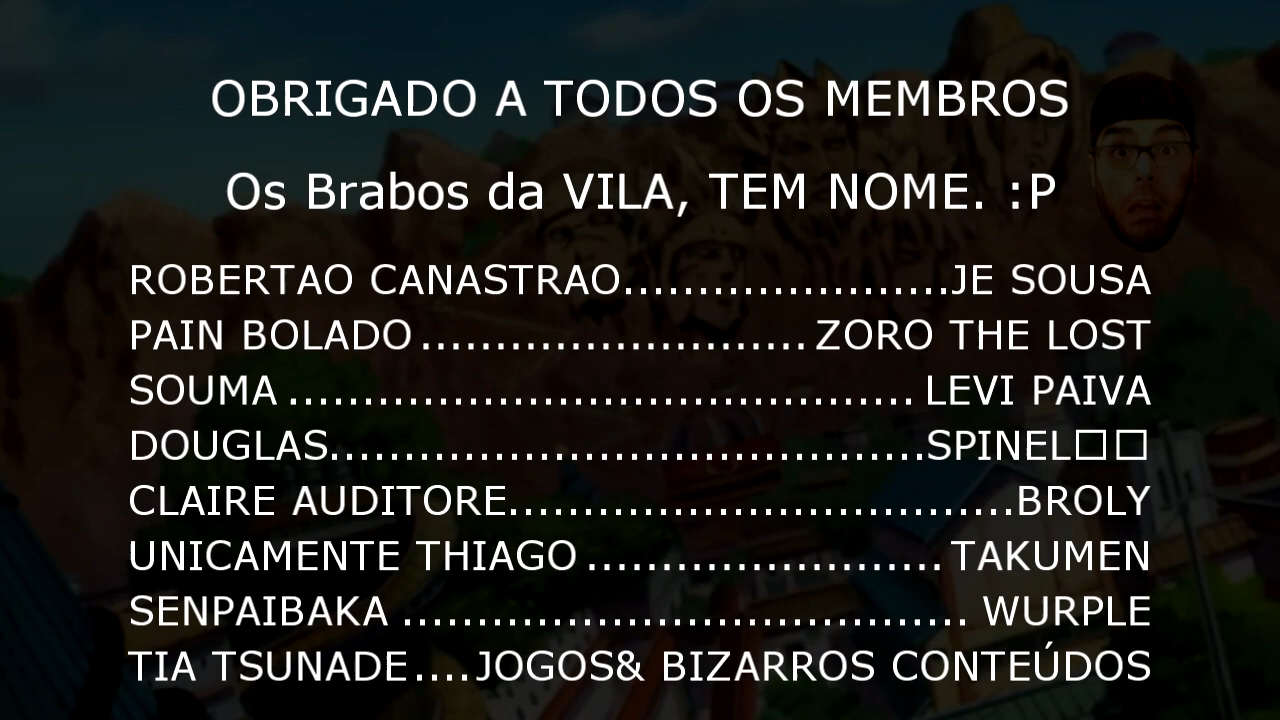 OBRIGADO A TODOS OS MEMBROS
Os Brabos da VILA, TEM NOME. :P
ROBERTAO CANASTRAO......................JE SOUSA
PAIN BOLADO.......................... ZORO THE LOST
SOUMA .......................................... LEVI PAIVA
DOUGLAS........................................SPINEL□□
CLAIRE AUDITORE..................................BROLY
UNICAMENTE THIAGO ........................ TAKUMEN
SENPAIBAKA ...................................... WURPLE
TIA TSUNADE....JOGOS& BIZARROS CONTEÚDOS